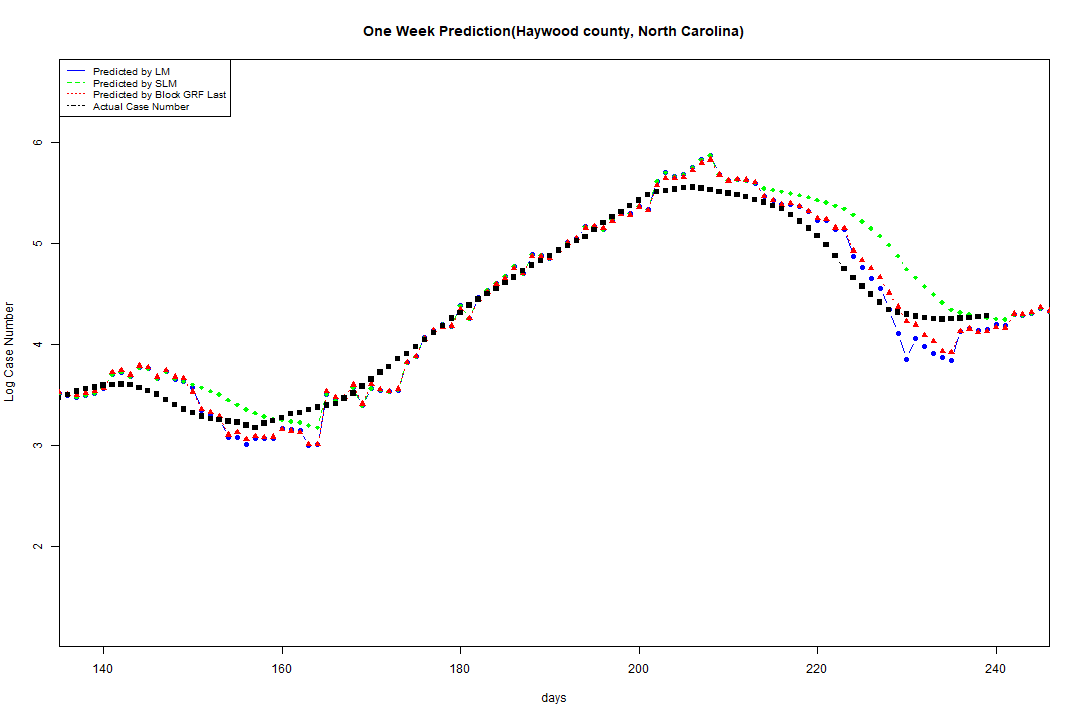 One Week Prediction(Haywood county, North Carolina)
Predicted by LM
Predicted by SLM
Predicted by Block GRF Last
Actual Case Number
6
5
4
3
2
Log Case Number
140 160 180 200 220 240
days